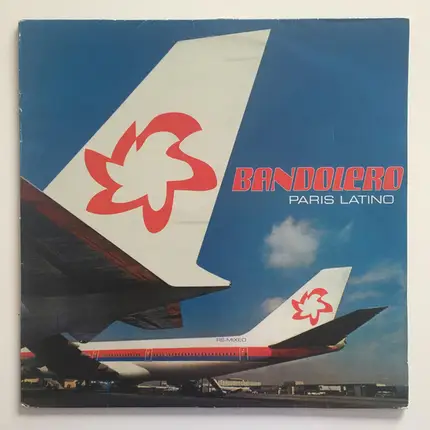 BANDOLERO
PARIS LATINO
RE-MIXED